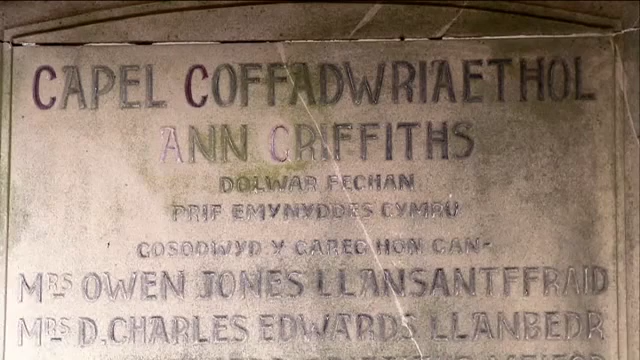 CAPEL COFFADWRIAETHOL
ANN GRIFFITHS
DOLWAR FECHAN
PRIF EMYNYDDES CYMRU
GOSODWYD Y GAREG HON GAN-
MRS OWEN JONES LLANSANTFFRAID
MRS D. CHARLES EDWARDS LLANBEDR